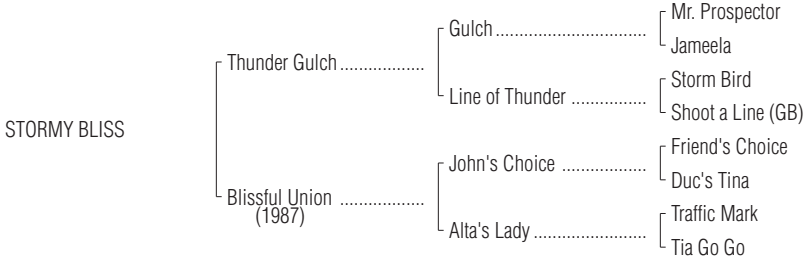 Mr. Prospector
Gulch ................................
Jameela
Thunder Gulch ..................
Storm Bird
Line of Thunder ................
Shoot a Line (GB)
STORMY BLISS
Friend's Choice
John's Choice ..................
Duc's Tina
Blissful Union ..................
(1987)
Traffic Mark
Alta's Lady ........................
Tia Go Go